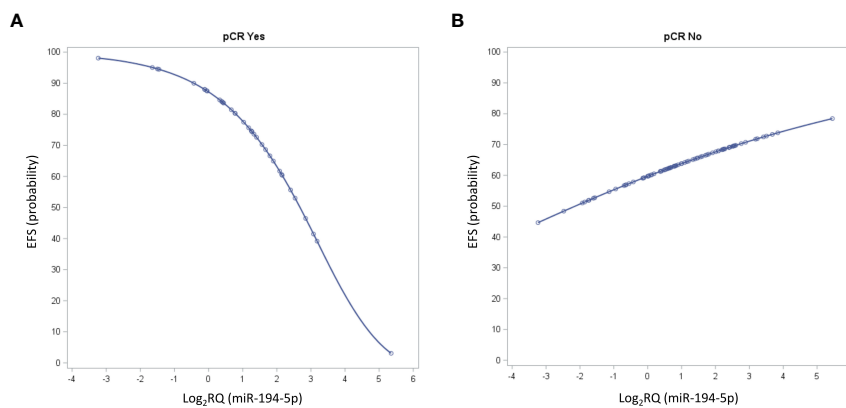 A
pCR Yes
EFS (probability)
100
90
80
70
60
50
40
30
20
10
0
-4 -3 -2 -1 0 1 2 3 4 5 6
Log₂RQ (miR-194-5p)
B
pCR No
EFS (probability)
100
90
80
70
60
50
40
30
20
10
0
-4 -3 -2 -1 0 1 2 3 4 5
Log₂RQ (miR-194-5p)